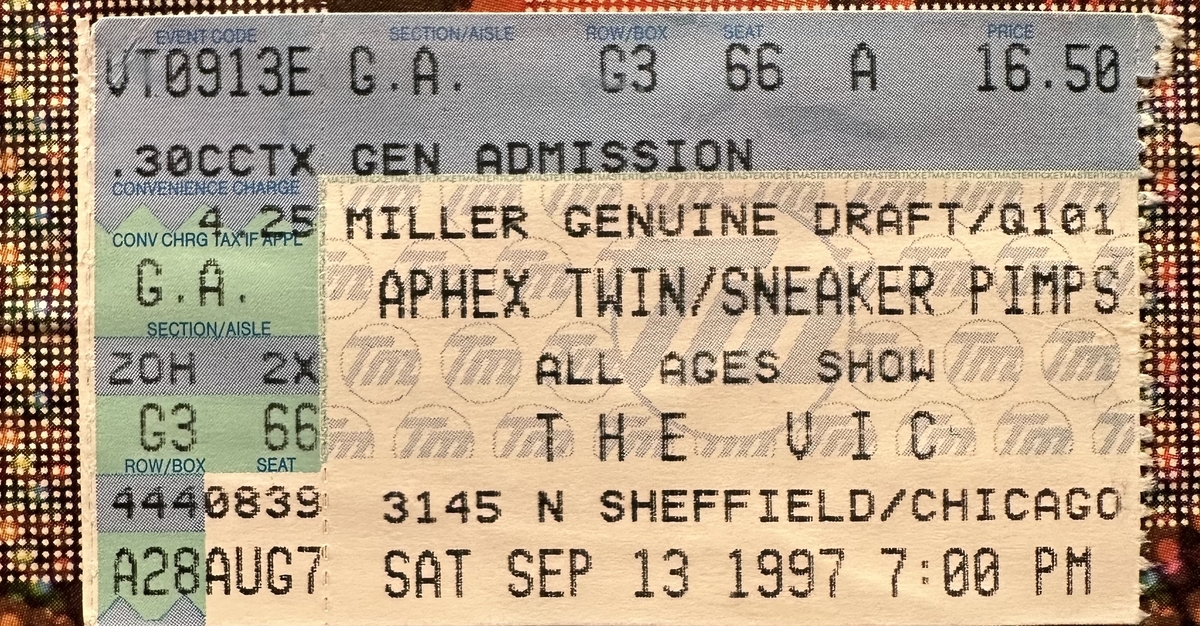 EVENT CODE SECTION/AISLE ROW/BOX SEAT PRICE
VT0913E G.A. G3 66 A 16.50
.30CCTX GEN ADMISSION
CONVENIENCE CHARGE
4.25 MILLER GENUINE DRAFT/Q101
CONV CHRG TAX IF APPL
G.A. APHEX TWIN/SNEAKER PIMPS
SECTION/AISLE
ZOH 2X ALL AGES SHOW
G3 66 THE VIC
ROW/BOX SEAT
4440839 3145 N SHEFFIELD/CHICAGO
A28AUG7 SAT SEP 13 1997 7:00 PM